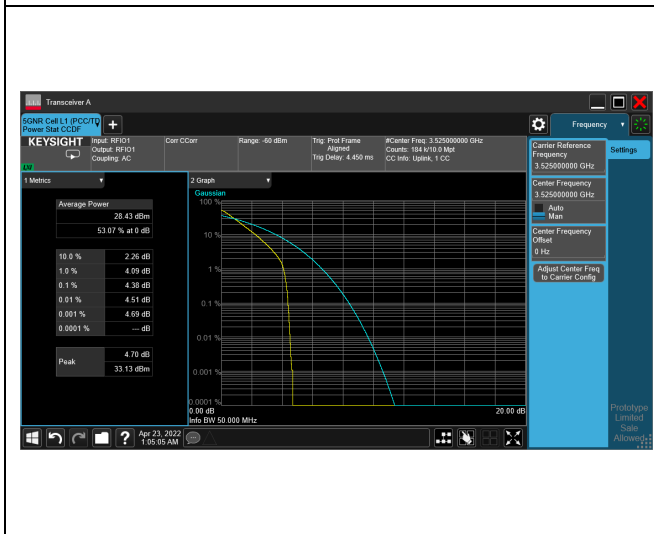 Transceiver A
5GNR Cell L1 (PCC/TD
Power Stat CCDF
Frequency
KEYSIGHT
Input: RFIO1
Output: RFIO1
Coupling: AC
Corr CCorr
Range: -60 dBm
Trig: Prot Frame
Aligned
Trig Delay: 4.450 ms
#Center Freq: 3.525000000 GHz
Counts: 184 k/10.0 Mpt
CC Info: Uplink, 1 CC
1 Metrics
Average Power
28.43 dBm
53.07 % at 0 dB
10.0 % 2.26 dB
1.0 % 4.09 dB
0.1 % 4.38 dB
0.01 % 4.51 dB
0.001 % 4.69 dB
0.0001 % --- dB
Peak
4.70 dB
33.13 dBm
2 Graph
Gaussian
100 %
10 %
1 %
0.1 %
0.01 %
0.001 %
0.0001 %
0.00 dB
20.00 dB
Info BW 50.000 MHz
Carrier Reference
Frequency
3.525000000 GHz
Center Frequency
3.525000000 GHz
Auto
Man
Center Frequency
Offset
0 Hz
Adjust Center Freq
to Carrier Config
Settings
Prototype
Limited
Sale
Allowed
?
Apr 23, 2022
1:05:05 AM